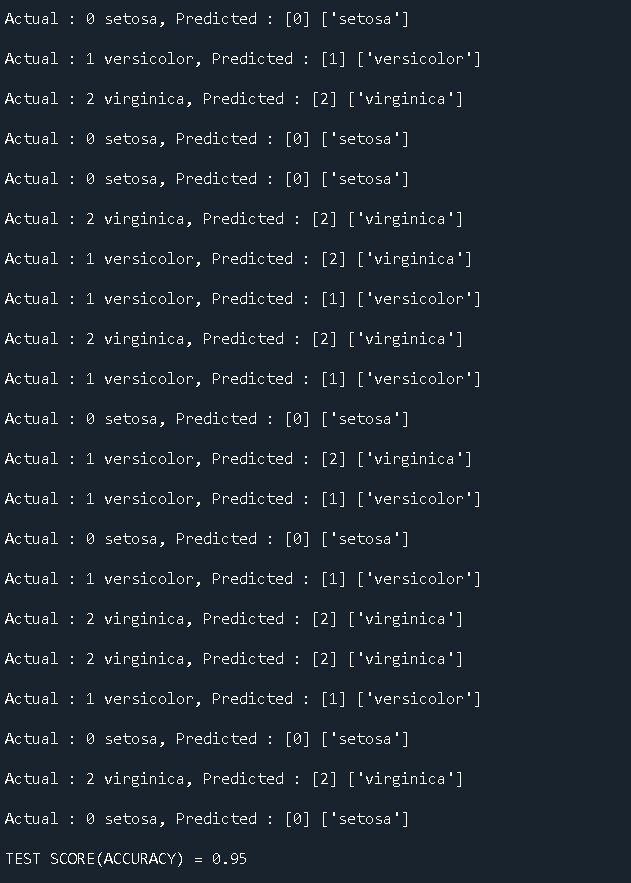 Actual : 0 setosa, Predicted : [0] ['setosa']
Actual : 1 versicolor, Predicted : [1] ['versicolor']
Actual : 2 virginica, Predicted : [2] ['virginica']
Actual : 0 setosa, Predicted : [0] ['setosa']
Actual : 0 setosa, Predicted : [0] ['setosa']
Actual : 2 virginica, Predicted : [2] ['virginica']
Actual : 1 versicolor, Predicted : [2] ['virginica']
Actual : 1 versicolor, Predicted : [1] ['versicolor']
Actual : 2 virginica, Predicted : [2] ['virginica']
Actual : 1 versicolor, Predicted : [1] ['versicolor']
Actual : 0 setosa, Predicted : [0] ['setosa']
Actual : 1 versicolor, Predicted : [2] ['virginica']
Actual : 1 versicolor, Predicted : [1] ['versicolor']
Actual : 0 setosa, Predicted : [0] ['setosa']
Actual : 1 versicolor, Predicted : [1] ['versicolor']
Actual : 2 virginica, Predicted : [2] ['virginica']
Actual : 2 virginica, Predicted : [2] ['virginica']
Actual : 1 versicolor, Predicted : [1] ['versicolor']
Actual : 0 setosa, Predicted : [0] ['setosa']
Actual : 2 virginica, Predicted : [2] ['virginica']
Actual : 0 setosa, Predicted : [0] ['setosa']
TEST SCORE(ACCURACY) = 0.95